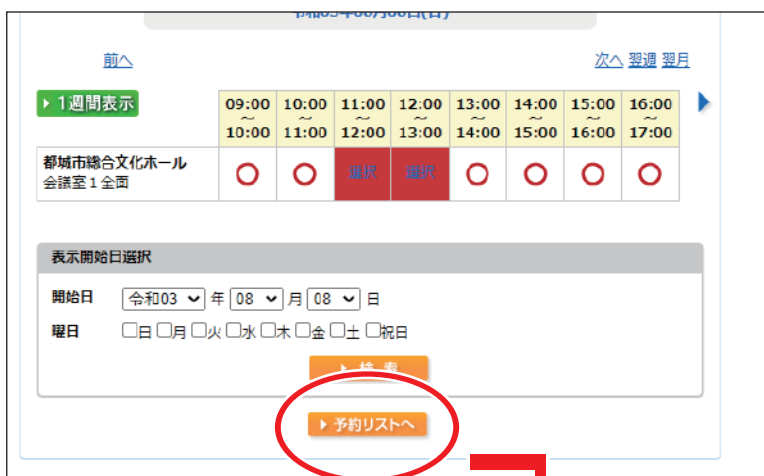 前へ 次へ 翌週 翌月
1週間表示
09:00 10:00 11:00 12:00 13:00 14:00 15:00 16:00
～ ～ ～ ～ ～ ～ ～ ～
10:00 11:00 12:00 13:00 14:00 15:00 16:00 17:00
都城市総合文化ホール
会議室1全面 選択 選択
表示開始日選択
開始日 令和03 年 08 月 08 日
曜日 日 月 火 水 木 金 土 祝日
検索
予約リストへ